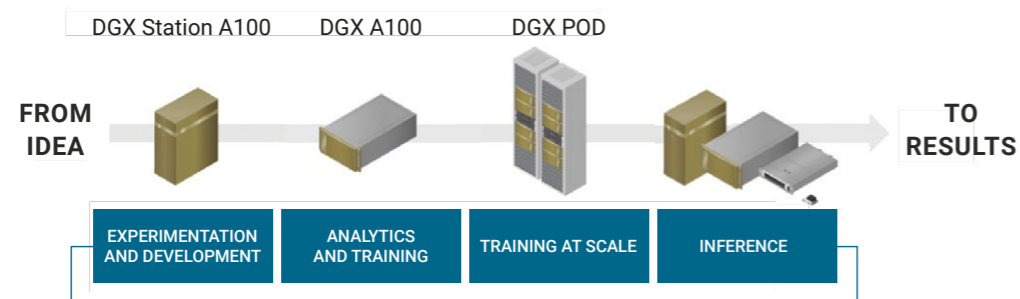 DGX Station A100 DGX A100 DGX POD
FROM
IDEA
TO
RESULTS
EXPERIMENTATION
AND DEVELOPMENT
ANALYTICS
AND TRAINING
TRAINING AT SCALE
INFERENCE